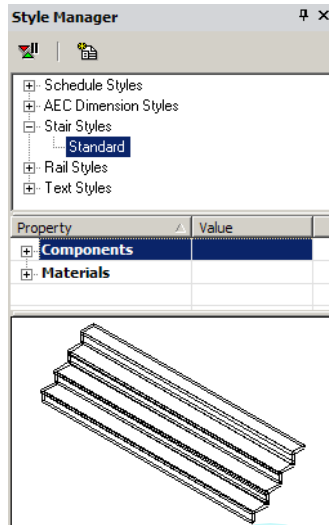 Style Manager
Schedule Styles
AEC Dimension Styles
Stair Styles
Standard
Rail Styles
Text Styles
Property Value
Components
Materials